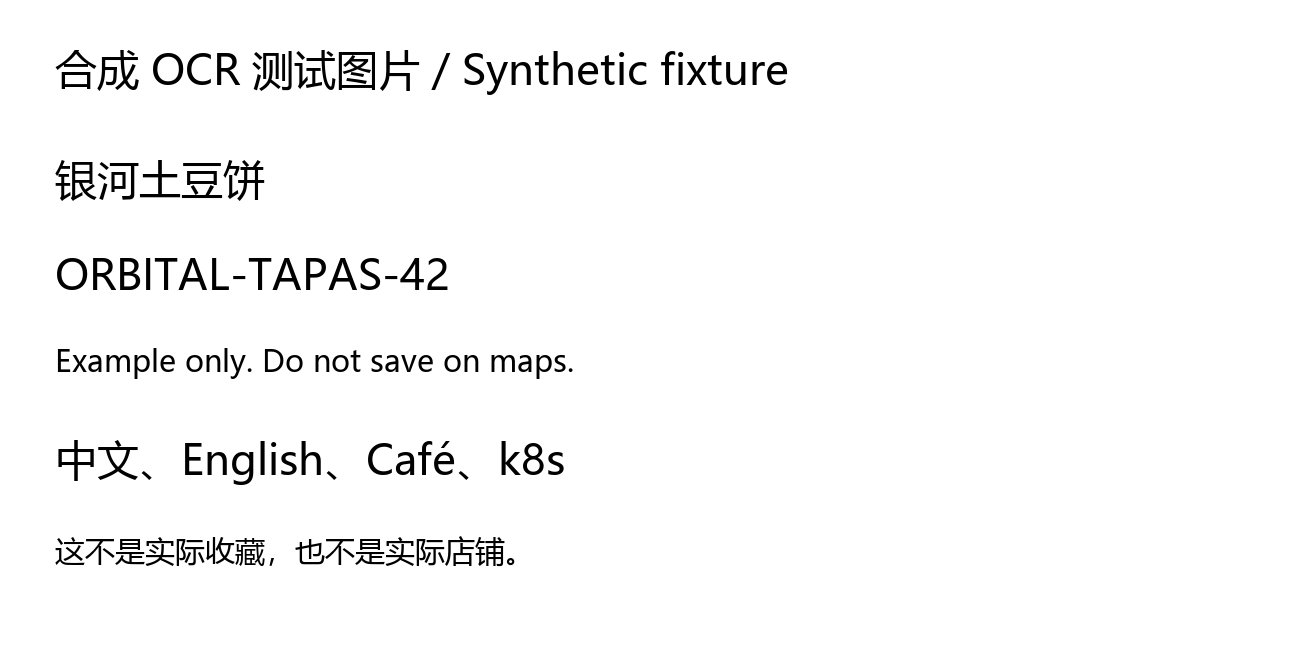 合成 OCR 测试图片 / Synthetic fixture
银河土豆饼
ORBITAL-TAPAS-42
Example only. Do not save on maps.
中文、English、Café、k8s
这不是实际收藏，也不是实际店铺。